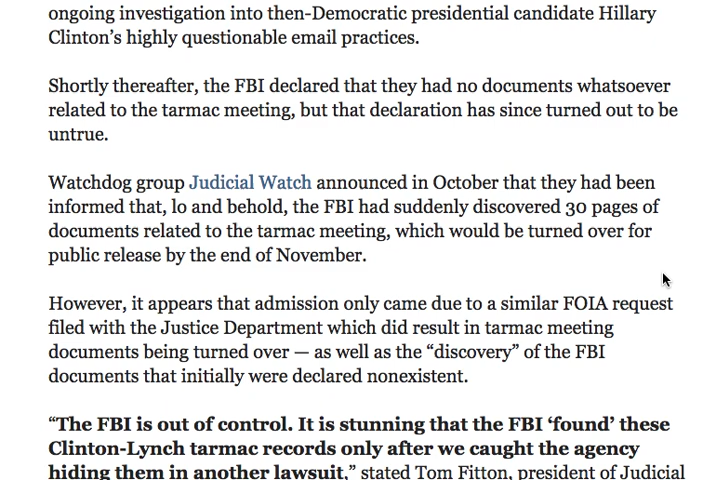 ongoing investigation into then-Democratic presidential candidate Hillary
Clinton’s highly questionable email practices.
Shortly thereafter, the FBI declared that they had no documents whatsoever
related to the tarmac meeting, but that declaration has since turned out to be
untrue.
Watchdog group Judicial Watch announced in October that they had been
informed that, lo and behold, the FBI had suddenly discovered 30 pages of
documents related to the tarmac meeting, which would be turned over for
public release by the end of November.
However, it appears that admission only came due to a similar FOIA request
filed with the Justice Department which did result in tarmac meeting
documents being turned over — as well as the “discovery” of the FBI
documents that initially were declared nonexistent.
“The FBI is out of control. It is stunning that the FBI ‘found’ these
Clinton-Lynch tarmac records only after we caught the agency
hiding them in another lawsuit,” stated Tom Fitton, president of Judicial